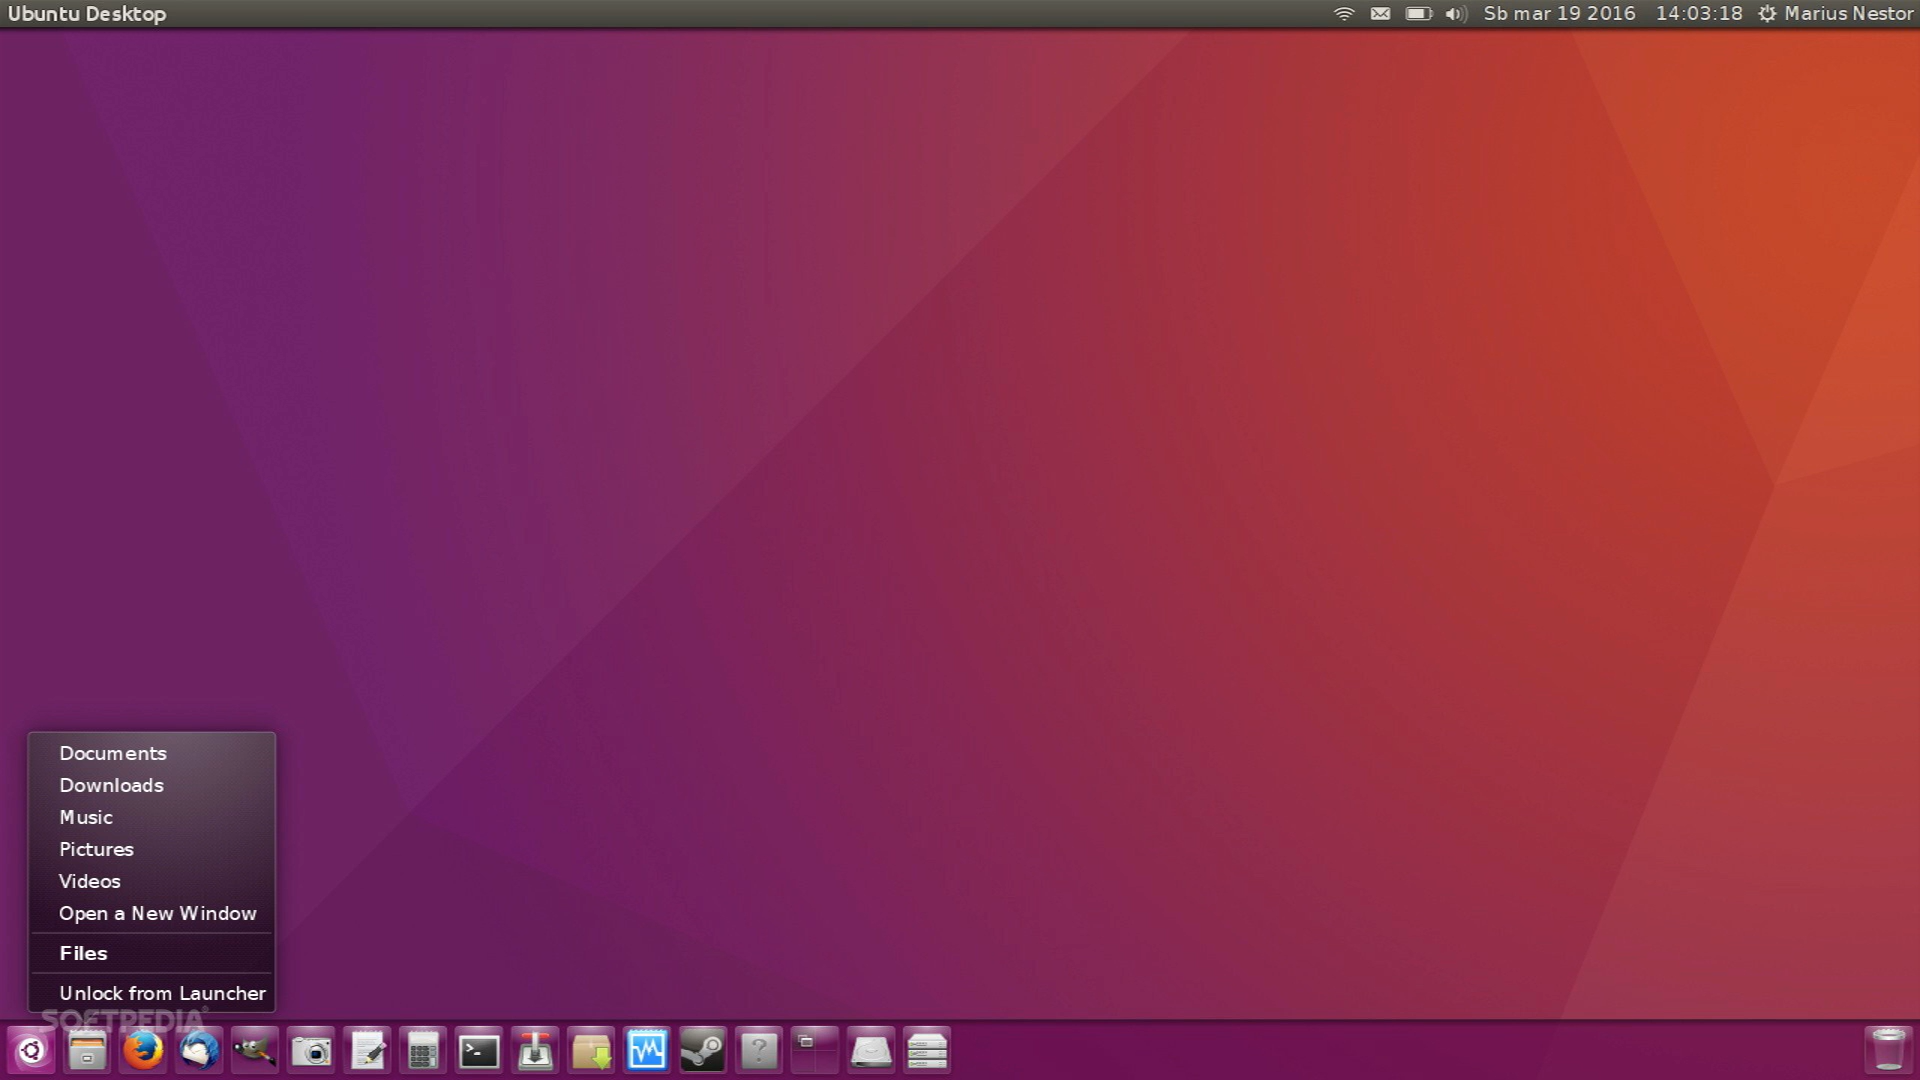 Ubuntu Desktop
Sb mar 19 2016 14:03:18 Marius Nestor
Documents
Downloads
Music
Pictures
Videos
Open a New Window
Files
Unlock from Launcher
SOFTPEDIA